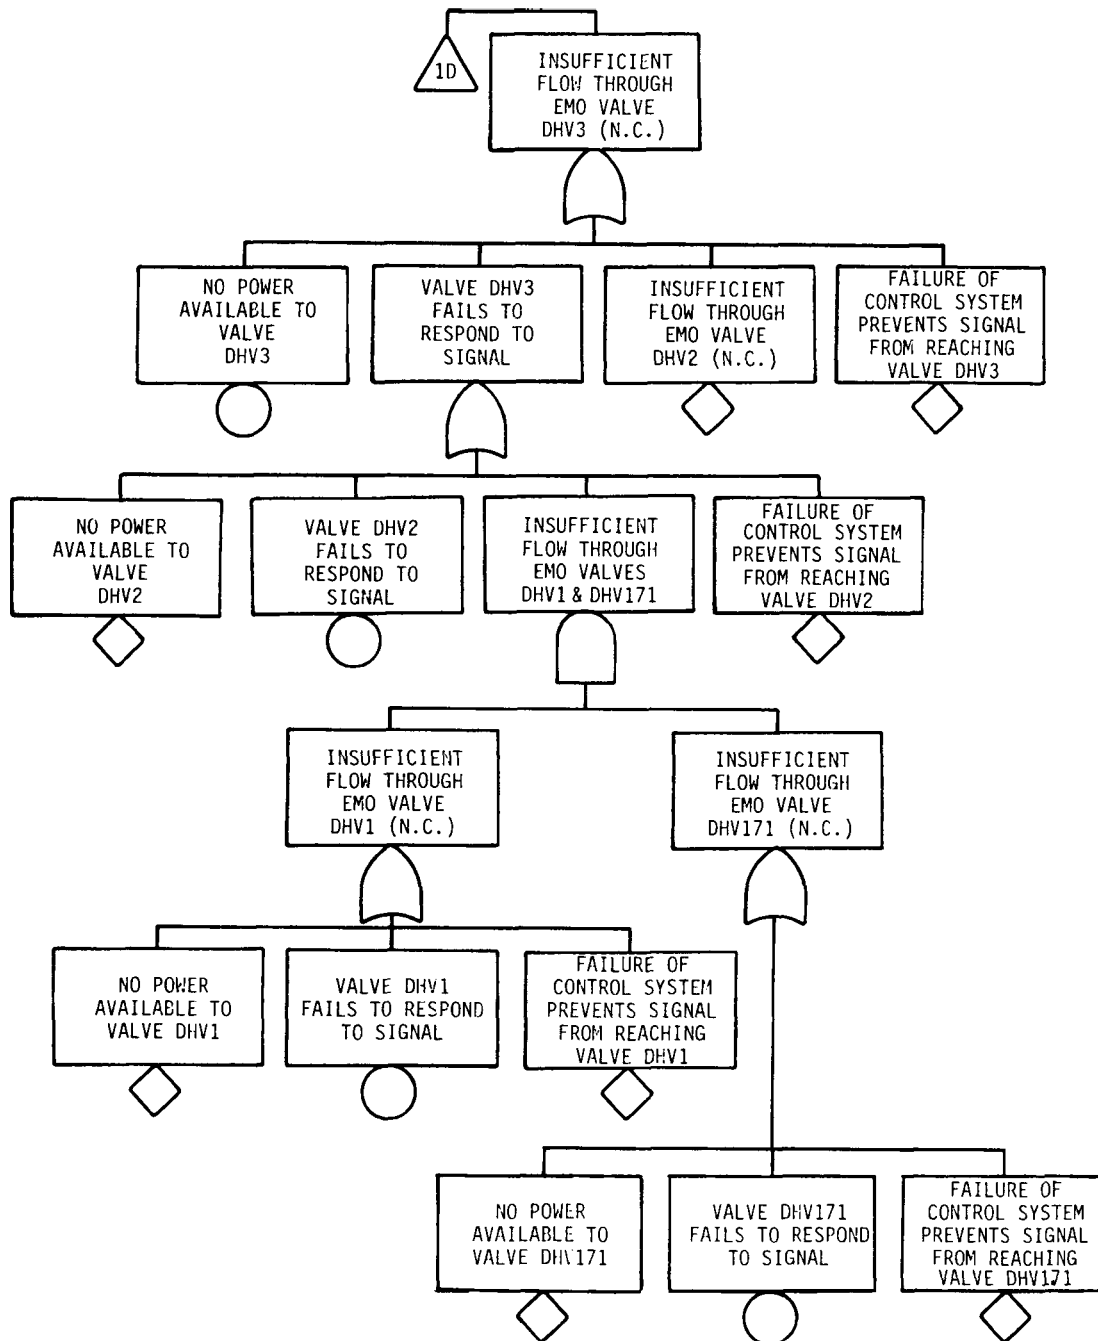 1D
INSUFFICIENT
FLOW THROUGH
EMO VALVE
DHV3 (N.C.)
NO POWER
AVAILABLE TO
VALVE
DHV3
VALVE DHV3
FAILS TO
RESPOND TO
SIGNAL
INSUFFICIENT
FLOW THROUGH
EMO VALVE
DHV2 (N.C.)
FAILURE OF
CONTROL SYSTEM
PREVENTS SIGNAL
FROM REACHING
VALVE DHV3
NO POWER
AVAILABLE TO
VALVE
DHV2
VALVE DHV2
FAILS TO
RESPOND TO
SIGNAL
INSUFFICIENT
FLOW THROUGH
EMO VALVES
DHV1 & DHV171
FAILURE OF
CONTROL SYSTEM
PREVENTS SIGNAL
FROM REACHING
VALVE DHV2
INSUFFICIENT
FLOW THROUGH
EMO VALVE
DHV1 (N.C.)
INSUFFICIENT
FLOW THROUGH
EMO VALVE
DHV171 (N.C.)
NO POWER
AVAILABLE TO
VALVE DHV1
VALVE DHV1
FAILS TO RESPOND
TO SIGNAL
FAILURE OF
CONTROL SYSTEM
PREVENTS SIGNAL
FROM REACHING
VALVE DHV1
NO POWER
AVAILABLE TO
VALVE DHV171
VALVE DHV171
FAILS TO RESPOND
TO SIGNAL
FAILURE OF
CONTROL SYSTEM
PREVENTS SIGNAL
FROM REACHING
VALVE DHV171